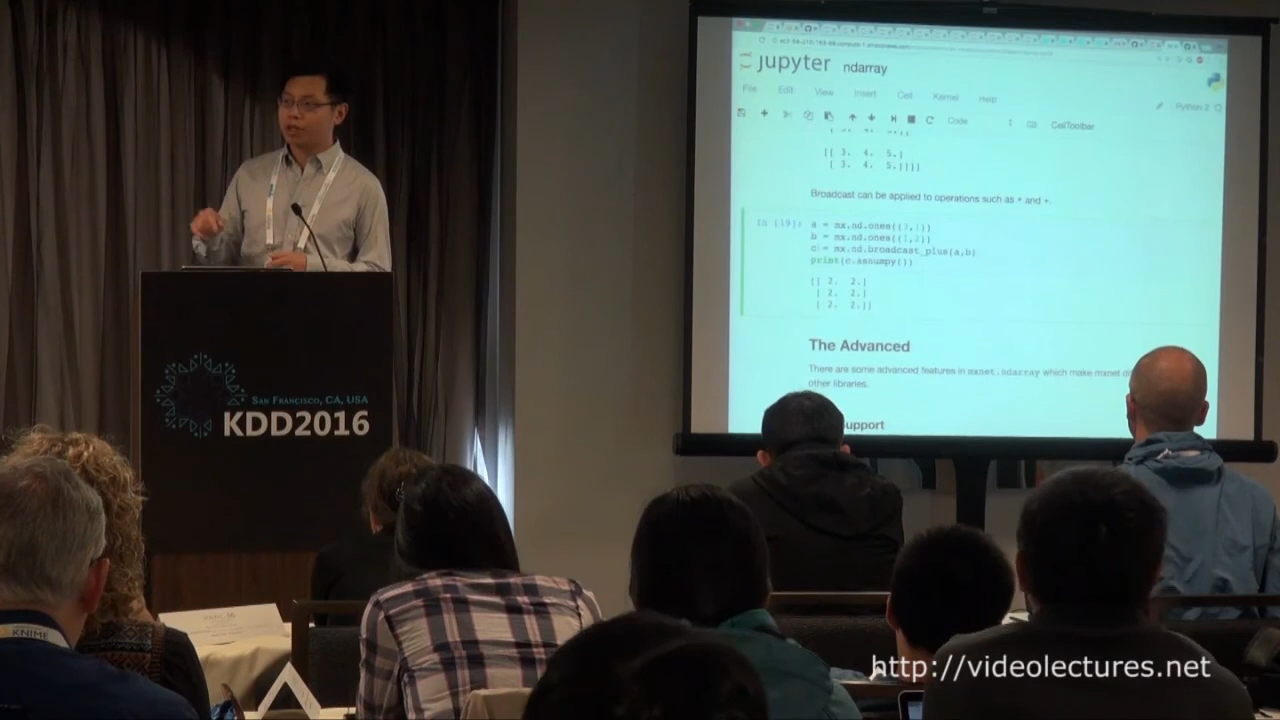 jupyter ndarray
File Edit View Insert Cell Kernel Help
Python 2
Code CellToolbar
[[ 3. 4. 5.]
[ 3. 4. 5.]]]]
Broadcast can be applied to operations such as * and +.
In [19]: a = mx.nd.ones((3,1))
b = mx.nd.ones((1,2))
c = mx.nd.broadcast_plus(a,b)
print(c.asnumpy())
[[ 2. 2.]
[ 2. 2.]
[ 2. 2.]]
The Advanced
There are some advanced features in mxnet.ndarray which make mxnet
other libraries.
upport
SAN FRANCISCO, CA, USA
KDD2016
KNIME
http://videolectures.net